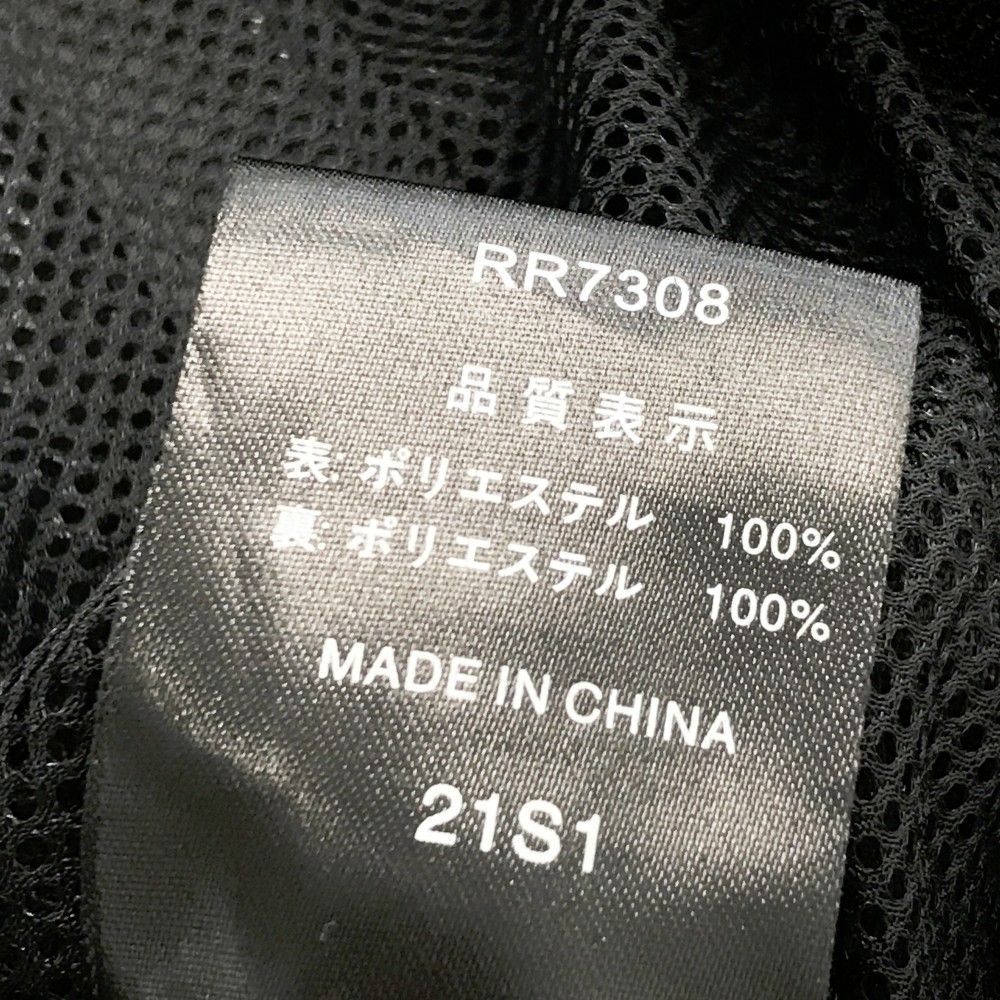 RR7308
品質表示
表:ポリエステル 100%
裏:ポリエステル 100%
MADE IN CHINA
21S1